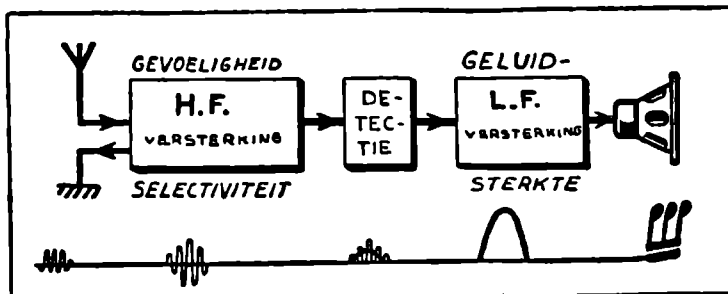 GEVOELIGHEID
H.F.
VERSTERKING
SELECTIVITEIT
DE-
TEC-
TIE
GELUID-
L.F.
VERSTERKING
STERKTE